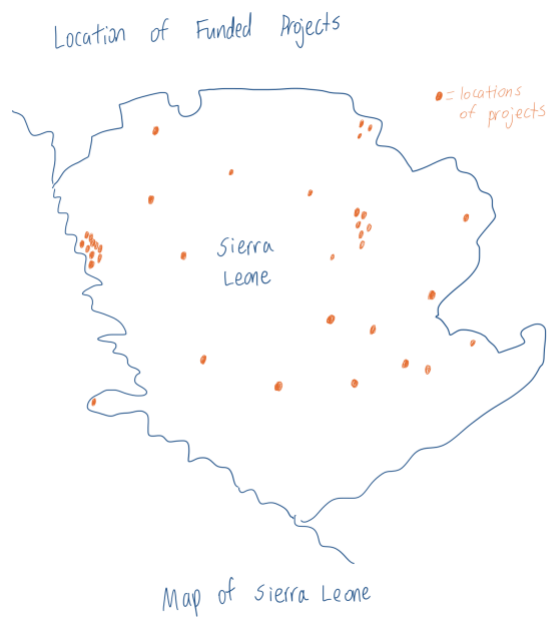 Location of Funded Projects
= locations
of projects
Sierra
Leone
Map of Sierra Leone